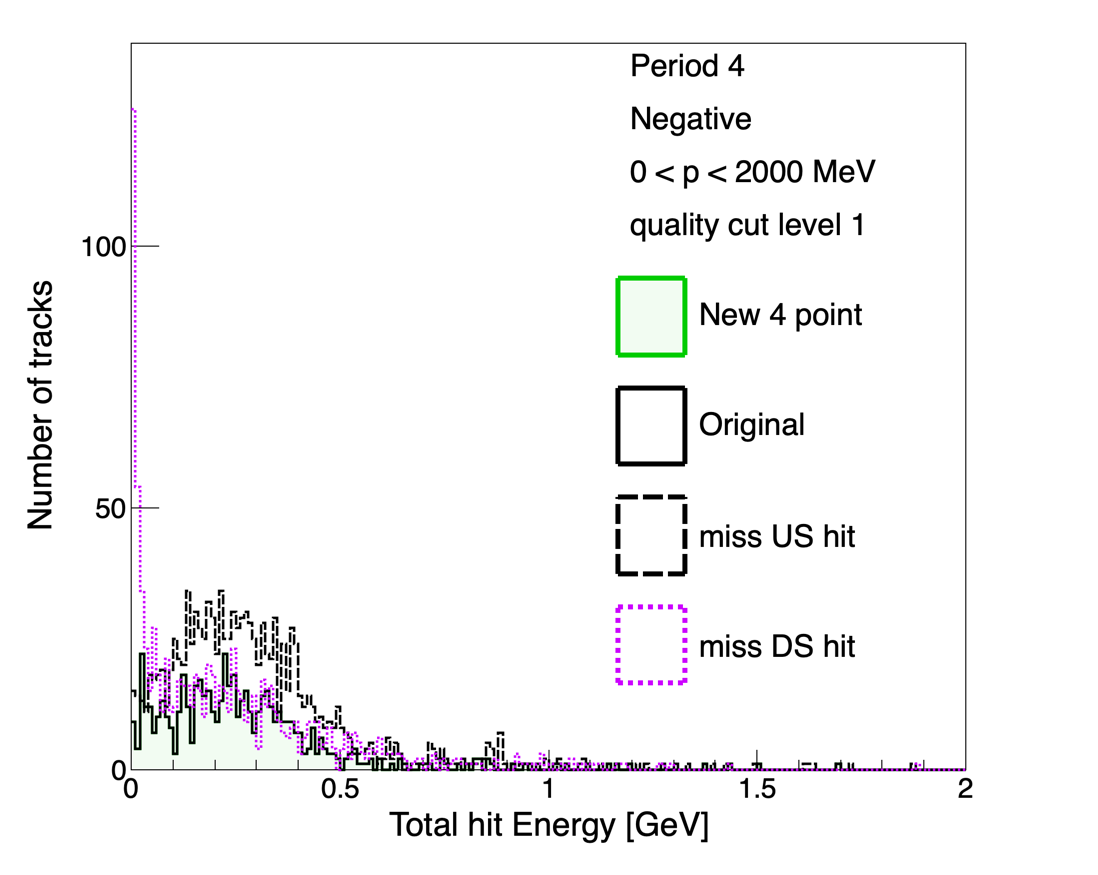 Period 4
Negative
0 < p < 2000 MeV
quality cut level 1
New 4 point
Original
miss US hit
miss DS hit
Number of tracks
100
50
0
0 0.5 1 1.5 2
Total hit Energy [GeV]